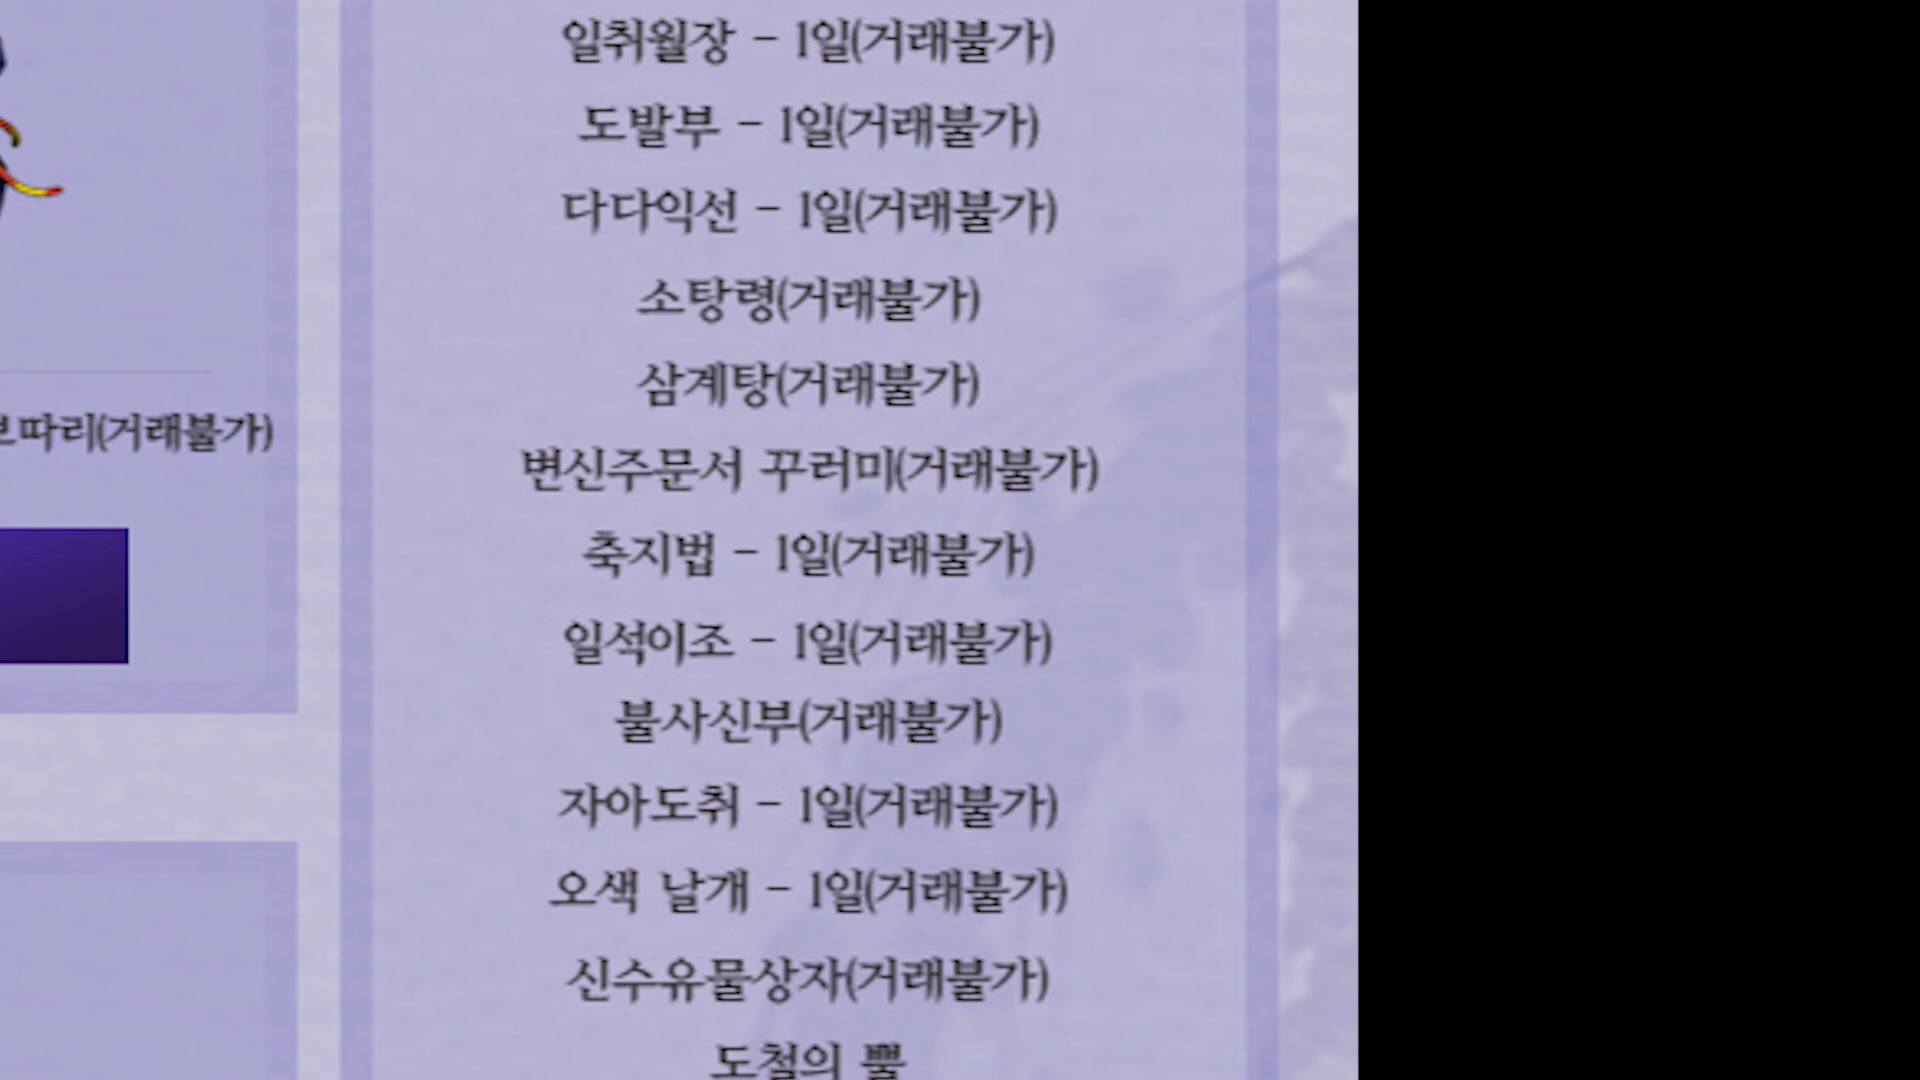 일취월장 - 1일(거래불가)
도발부 - 1일(거래불가)
다다익선 - 1일(거래불가)
소탕령(거래불가)
삼계탕(거래불가)
보따리(거래불가)
변신주문서 꾸러미(거래불가)
축지법 - 1일(거래불가)
일석이조 - 1일(거래불가)
불사신부(거래불가)
자아도취 - 1일(거래불가)
오색 날개 - 1일(거래불가)
신수유물상자(거래불가)
도철의 뿔